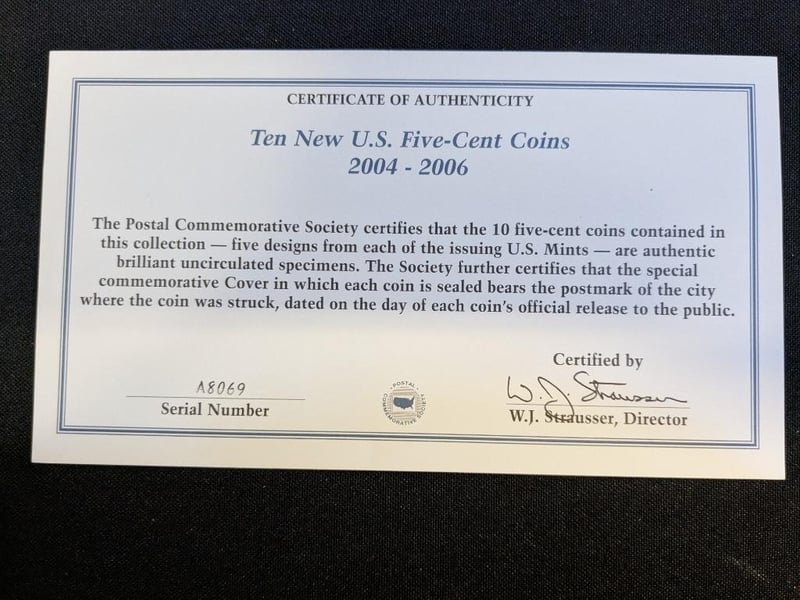 CERTIFICATE OF AUTHENTICITY
Ten New U.S. Five-Cent Coins
2004 - 2006
The Postal Commemorative Society certifies that the 10 five-cent coins contained in
this collection — five designs from each of the issuing U.S. Mints — are authentic
brilliant uncirculated specimens. The Society further certifies that the special
commemorative Cover in which each coin is sealed bears the postmark of the city
where the coin was struck, dated on the day of each coin's official release to the public.
Certified by
W. J. Strausser
W.J. Strausser, Director
A8069
Serial Number
POSTAL COMMEMORATIVE SOCIETY